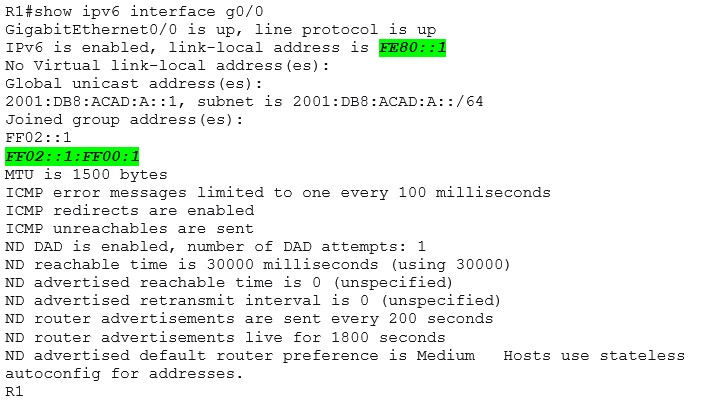 R1#show ipv6 interface g0/0
GigabitEthernet0/0 is up, line protocol is up
IPv6 is enabled, link-local address is FE80::1
No Virtual link-local address(es):
Global unicast address(es):
2001:DB8:ACAD:A::1, subnet is 2001:DB8:ACAD:A::/64
Joined group address(es):
FF02::1
FF02::1:FF00:1
MTU is 1500 bytes
ICMP error messages limited to one every 100 milliseconds
ICMP redirects are enabled
ICMP unreachables are sent
ND DAD is enabled, number of DAD attempts: 1
ND reachable time is 30000 milliseconds (using 30000)
ND advertised reachable time is 0 (unspecified)
ND advertised retransmit interval is 0 (unspecified)
ND router advertisements are sent every 200 seconds
ND router advertisements live for 1800 seconds
ND advertised default router preference is Medium   Hosts use stateless
autoconfig for addresses.
R1